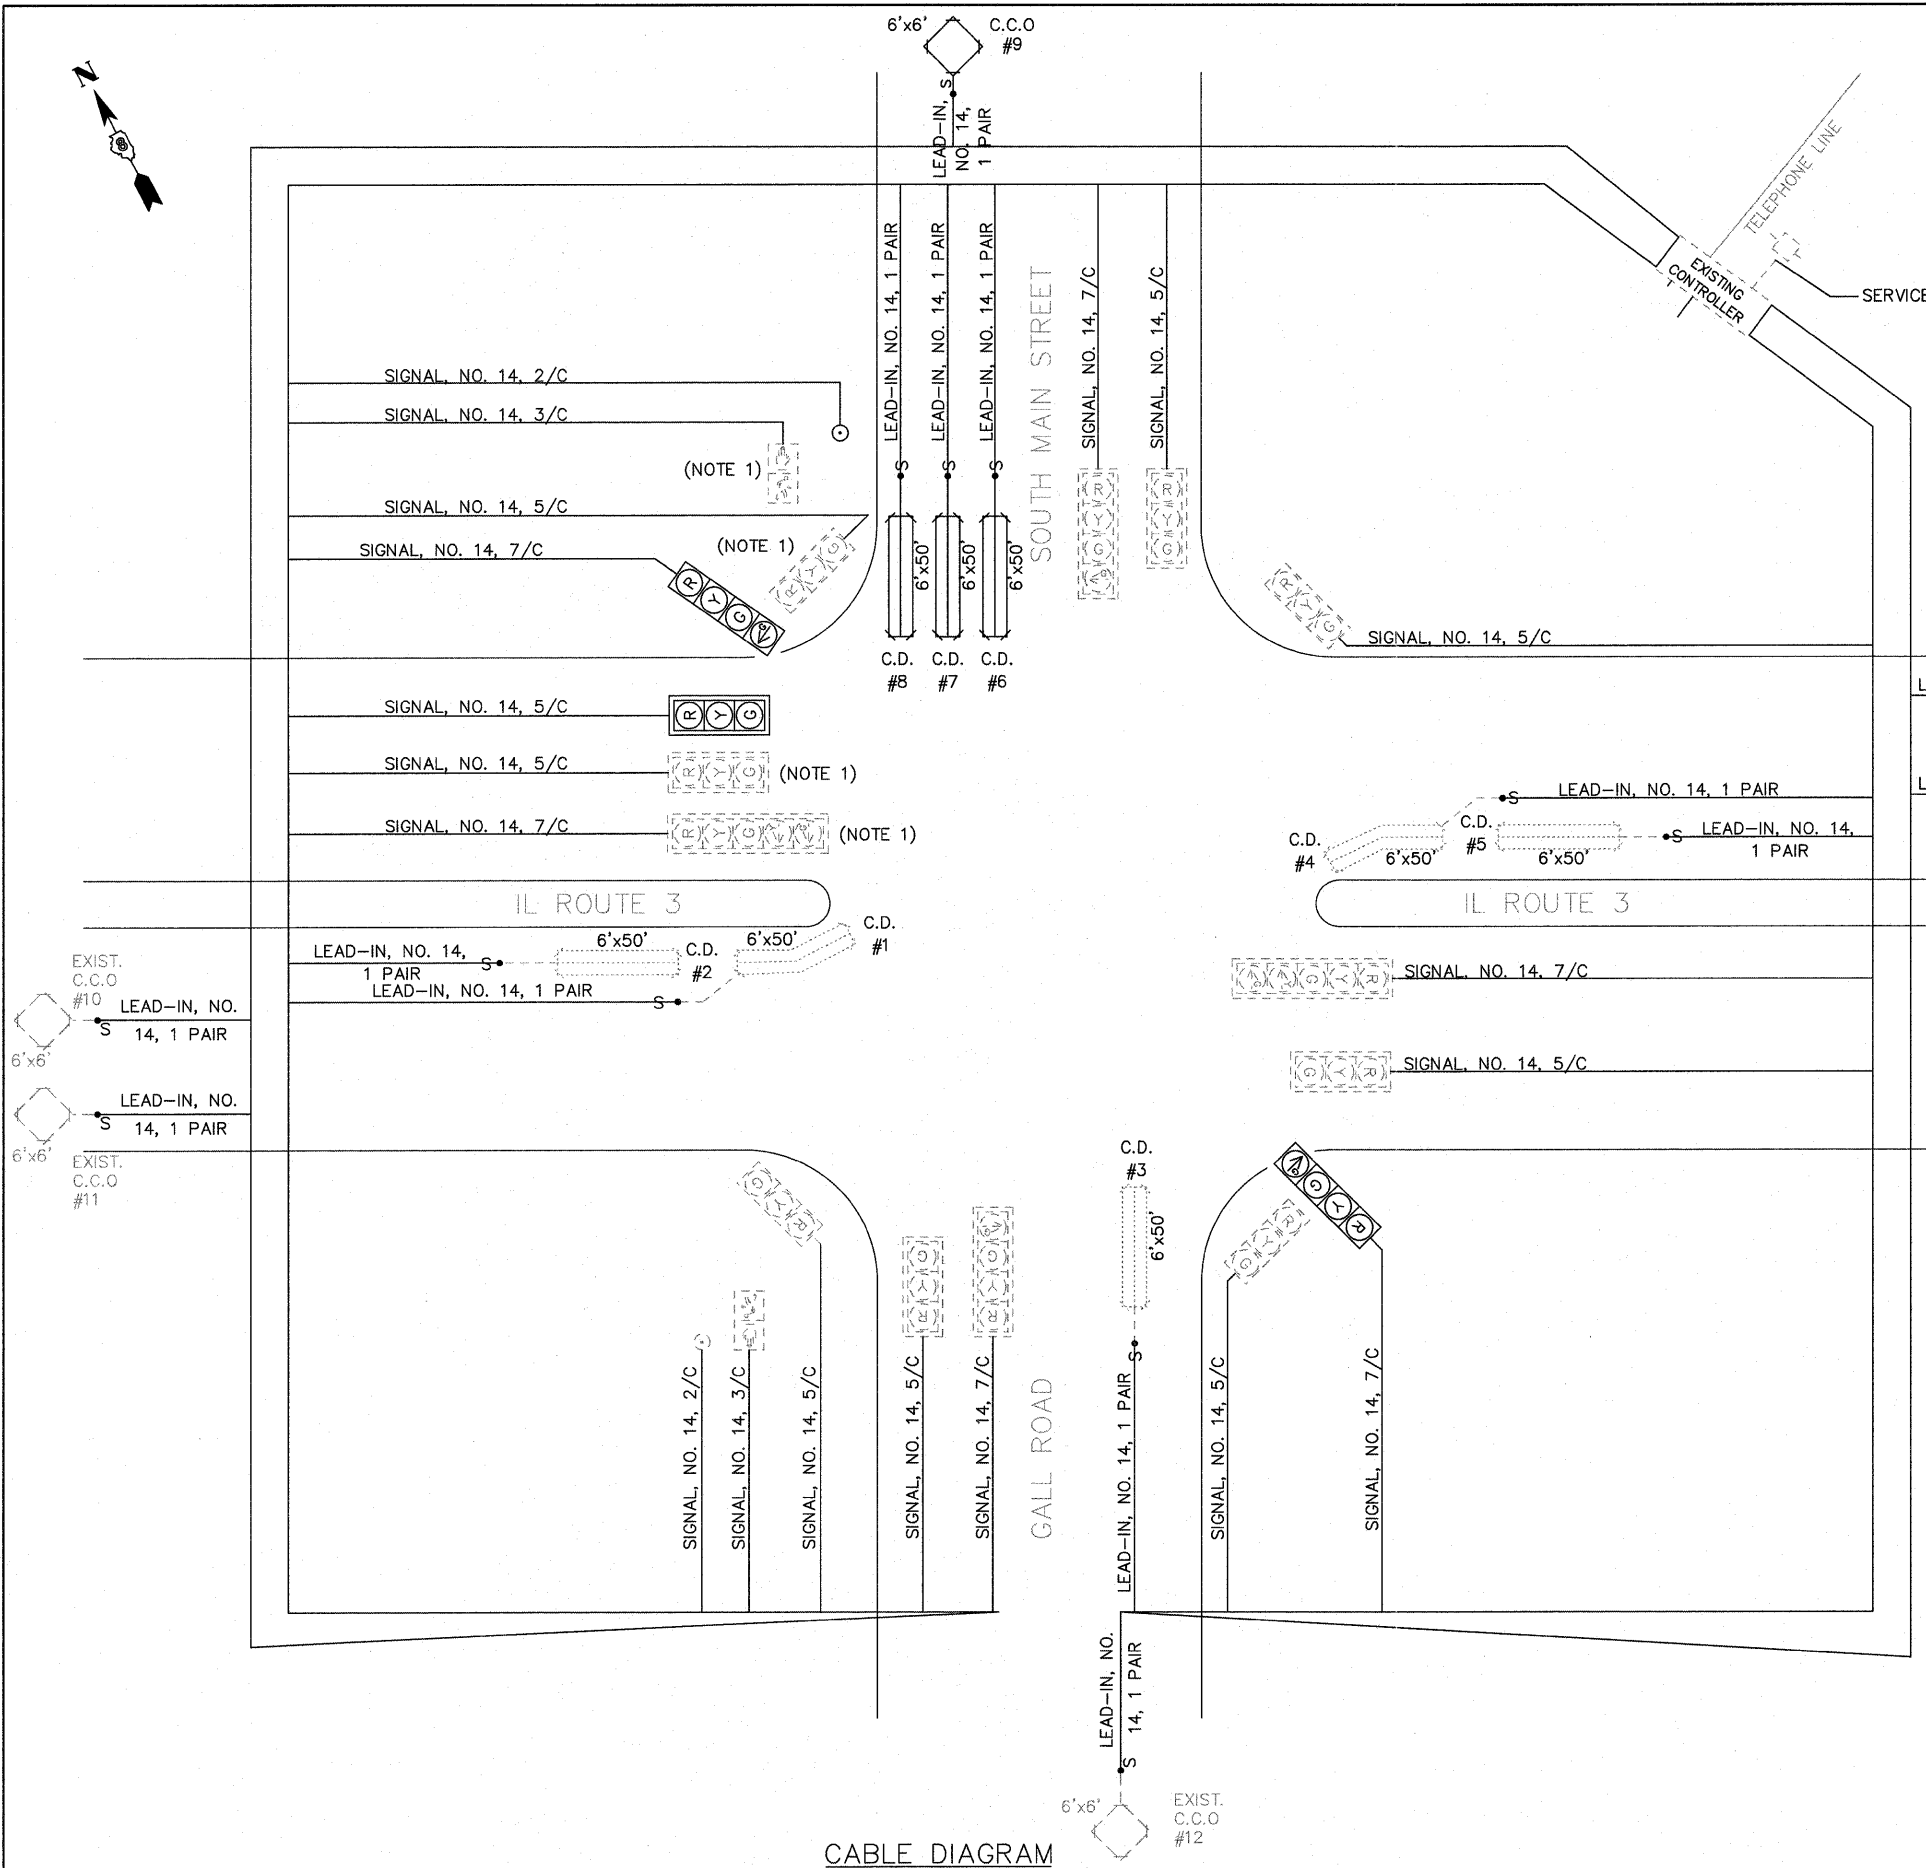 6'x6'
C.C.O
#9
N
S
LEAD-IN,
NO. 14,
1 PAIR
TELEPHONE LINE
EXISTING
CONTROLLER
SERVICE
LEAD-IN, NO. 14, 1 PAIR
LEAD-IN, NO. 14, 1 PAIR
LEAD-IN, NO. 14, 1 PAIR
SOUTH MAIN STREET
SIGNAL, NO. 14, 7/C
SIGNAL, NO. 14, 5/C
SIGNAL, NO. 14, 2/C
SIGNAL, NO. 14, 3/C
(NOTE 1)
S
S
S
R
Y
G
G
R
Y
G
SIGNAL, NO. 14, 5/C
(NOTE 1)
R Y G
SIGNAL, NO. 14, 7/C
R Y G G
6'x50'
6'x50'
6'x50'
R Y G
SIGNAL, NO. 14, 5/C
C.D.
#8
C.D.
#7
C.D.
#6
SIGNAL, NO. 14, 5/C
R Y G
SIGNAL, NO. 14, 5/C
R Y G
(NOTE 1)
SIGNAL, NO. 14, 7/C
R Y G Y G
(NOTE 1)
L
L
S
LEAD-IN, NO. 14, 1 PAIR
C.D.
#4
6'x50'
C.D.
#5
6'x50'
S
LEAD-IN, NO. 14,
1 PAIR
IL ROUTE 3
IL ROUTE 3
LEAD-IN, NO. 14,
1 PAIR
S
6'x50'
C.D.
#2
6'x50'
C.D.
#1
LEAD-IN, NO. 14, 1 PAIR
S
EXIST.
C.C.O
#10
6'x6'
S
LEAD-IN, NO.
14, 1 PAIR
6'x6'
S
LEAD-IN, NO.
14, 1 PAIR
EXIST.
C.C.O
#11
G Y G Y R
SIGNAL, NO. 14, 7/C
G Y R
SIGNAL, NO. 14, 5/C
C.D.
#3
6'x50'
S
G Y R
G
Y
R
G
G
Y
R
G G Y R
G Y R
SIGNAL, NO. 14, 2/C
SIGNAL, NO. 14, 3/C
SIGNAL, NO. 14, 5/C
SIGNAL, NO. 14, 5/C
SIGNAL, NO. 14, 7/C
GALL ROAD
LEAD-IN, NO. 14, 1 PAIR
SIGNAL, NO. 14, 5/C
SIGNAL, NO. 14, 7/C
LEAD-IN, NO.
14, 1 PAIR
S
6'x6'
EXIST.
C.C.O
#12
CABLE DIAGRAM